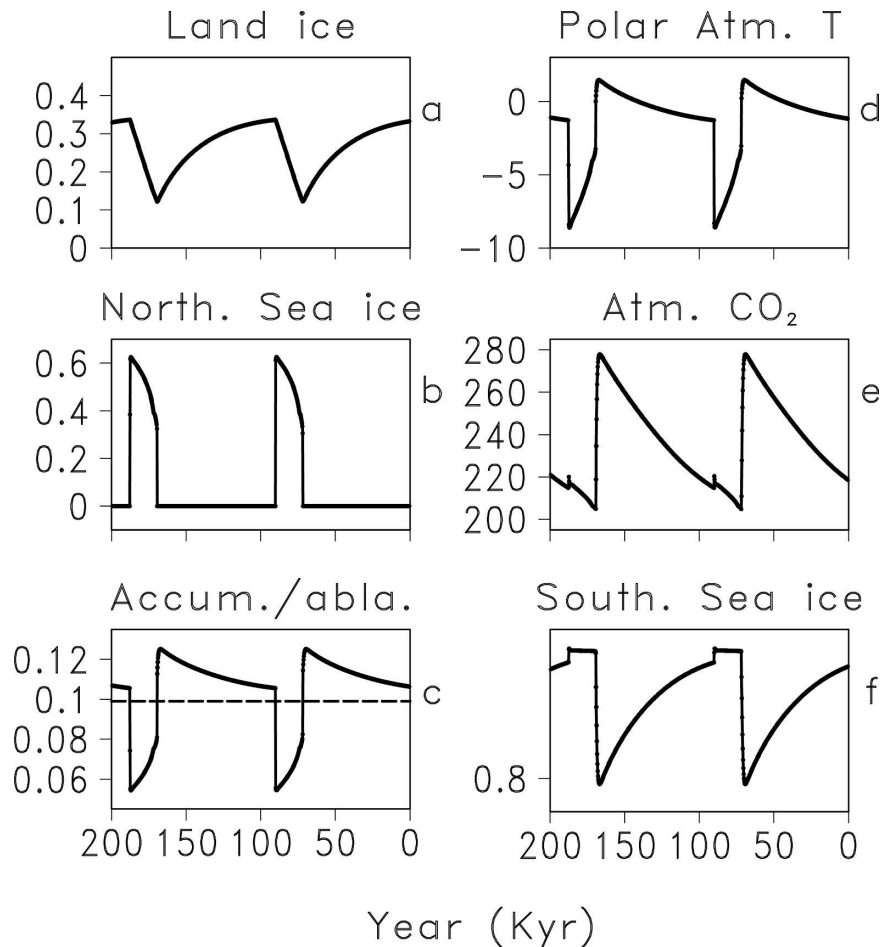 Land ice
0.4
0.3
0.2
0.1
0
a
Polar Atm. T
0
−5
−10
d
North. Sea ice
0.6
0.4
0.2
0
b
Atm. CO₂
280
260
240
220
200
e
Accum./abla.
0.12
0.1
0.08
0.06
c
200 150 100 50 0
South. Sea ice
0.8
f
200 150 100 50 0
Year (Kyr)